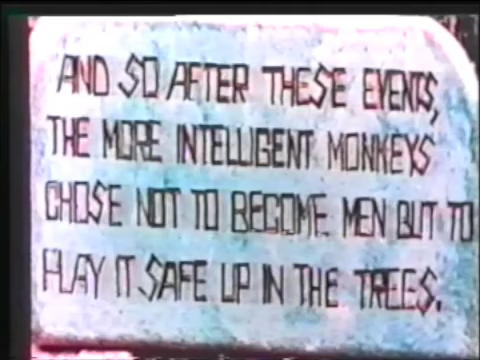 AND SO AFTER THESE EVENTS,
THE MORE INTELLIGENT MONKEYS
CHOSE NOT TO BECOME MEN BUT TO
PLAY IT SAFE UP IN THE TREES.